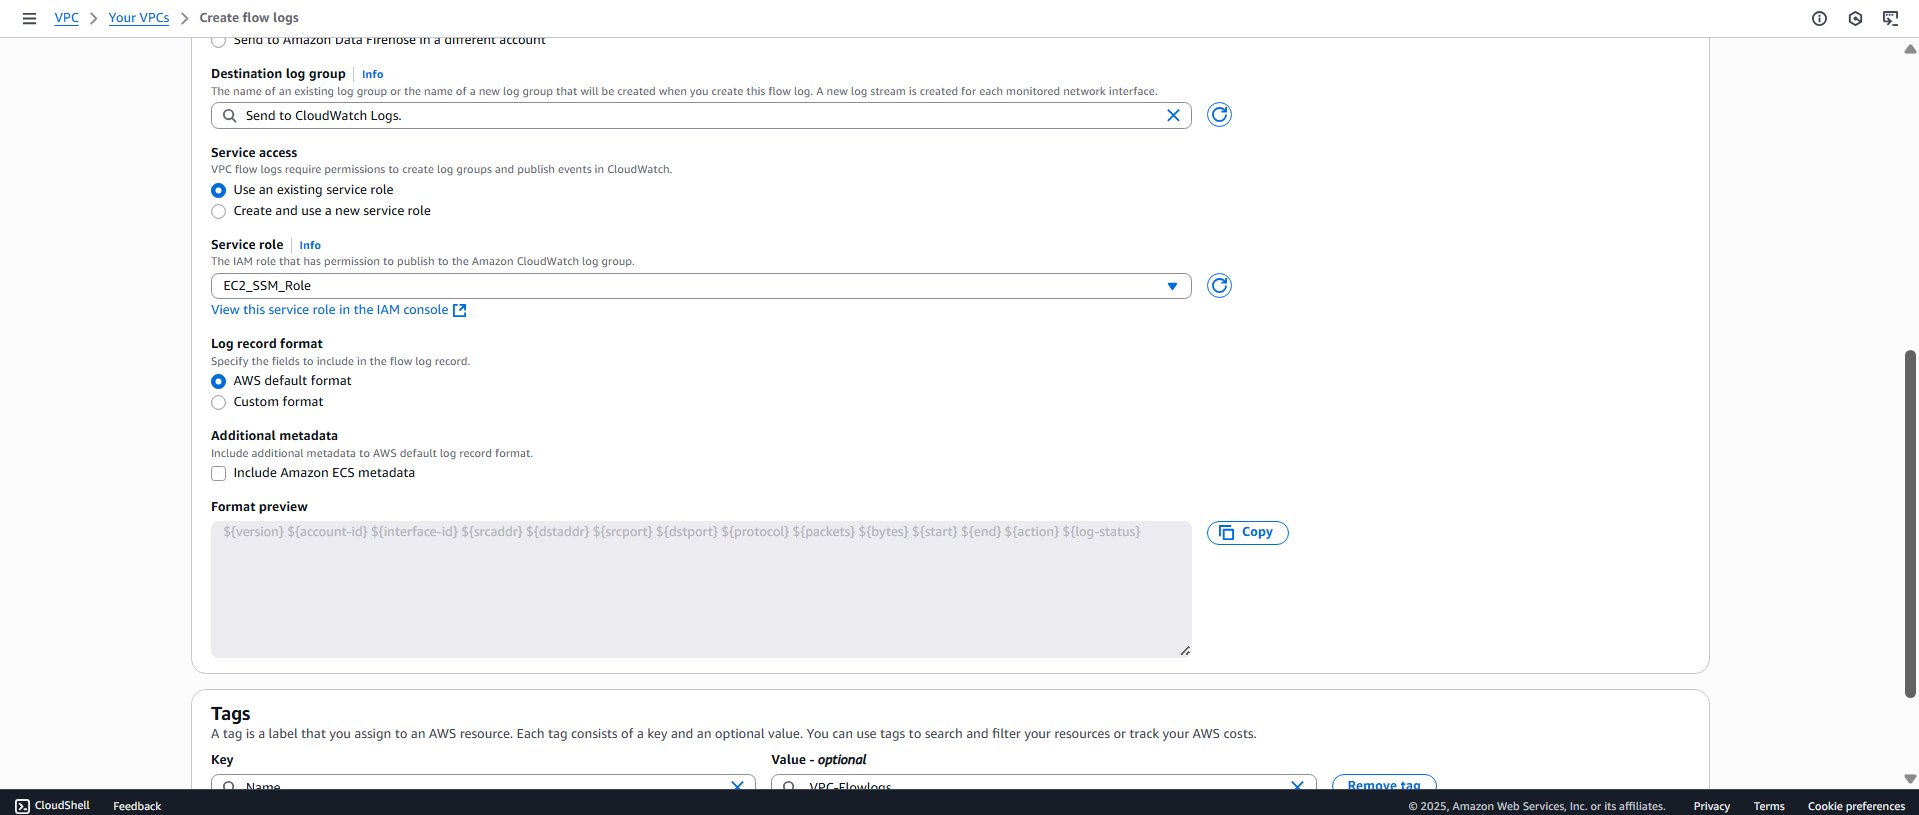 VPC > Your VPCs > Create flow logs
Send to Amazon Data Firehose in a different account
Destination log group | Info
The name of an existing log group or the name of a new log group that will be created when you create this flow log. A new log stream is created for each monitored network interface.
Send to CloudWatch Logs.
Service access
VPC flow logs require permissions to create log groups and publish events in CloudWatch.
Use an existing service role
Create and use a new service role
Service role | Info
The IAM role that has permission to publish to the Amazon CloudWatch log group.
EC2_SSM_Role
View this service role in the IAM console
Log record format
Specify the fields to include in the flow log record.
AWS default format
Custom format
Additional metadata
Include additional metadata to AWS default log record format.
Include Amazon ECS metadata
Format preview
${version} ${account-id} ${interface-id} ${srcaddr} ${dstaddr} ${srcport} ${dstport} ${protocol} ${packets} ${bytes} ${start} ${end} ${action} ${log-status}
Copy
Tags
A tag is a label that you assign to an AWS resource. Each tag consists of a key and an optional value. You can use tags to search and filter your resources or track your AWS costs.
Key
Value - optional
Name
VPC-Flowlogs
Remove tag
CloudShell Feedback © 2025, Amazon Web Services, Inc. or its affiliates. Privacy Terms Cookie preferences